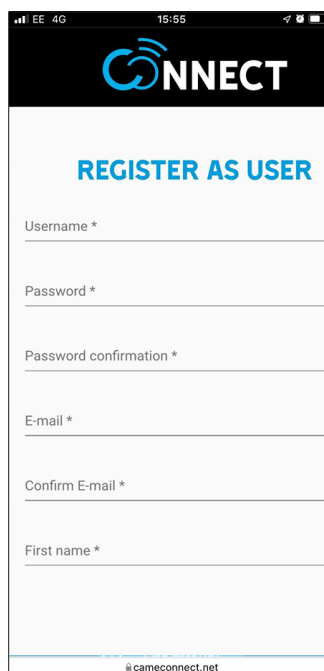 EE 4G 15:55
CONNECT
REGISTER AS USER
Username *
Password *
Password confirmation *
E-mail *
Confirm E-mail *
First name *
cameconnect.net